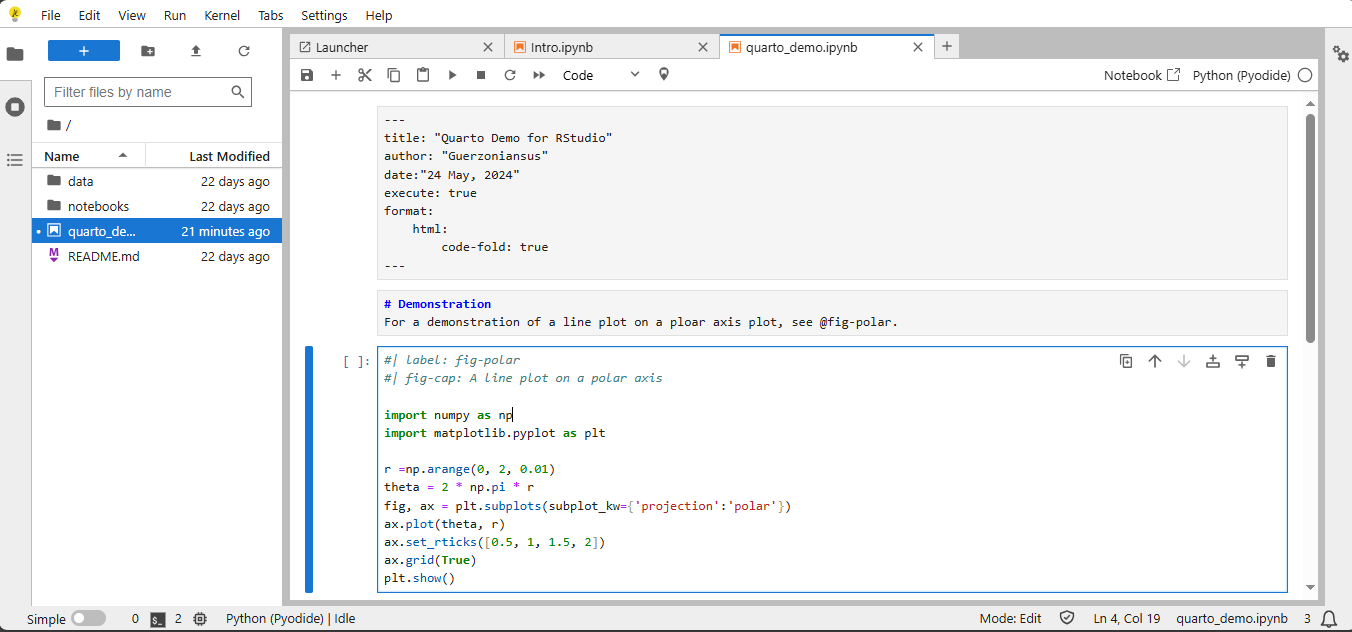 File Edit View Run Kernel Tabs Settings Help
Launcher
Intro.ipynb
quarto_demo.ipynb
Code
Notebook
Python (Pyodide)
Filter files by name
/
Name Last Modified
data 22 days ago
notebooks 22 days ago
quarto_de... 21 minutes ago
README.md 22 days ago
---
title: "Quarto Demo for RStudio"
author: "Guerzoniansus"
date:"24 May, 2024"
execute: true
format:
    html:
        code-fold: true
---
# Demonstration
For a demonstration of a line plot on a ploar axis plot, see @fig-polar.
[ ]:
#| label: fig-polar
#| fig-cap: A line plot on a polar axis
import numpy as np
import matplotlib.pyplot as plt
r =np.arange(0, 2, 0.01)
theta = 2 * np.pi * r
fig, ax = plt.subplots(subplot_kw={'projection':'polar'})
ax.plot(theta, r)
ax.set_rticks([0.5, 1, 1.5, 2])
ax.grid(True)
plt.show()
Simple 0 2 Python (Pyodide) | Idle Mode: Edit Ln 4, Col 19 quarto_demo.ipynb 3